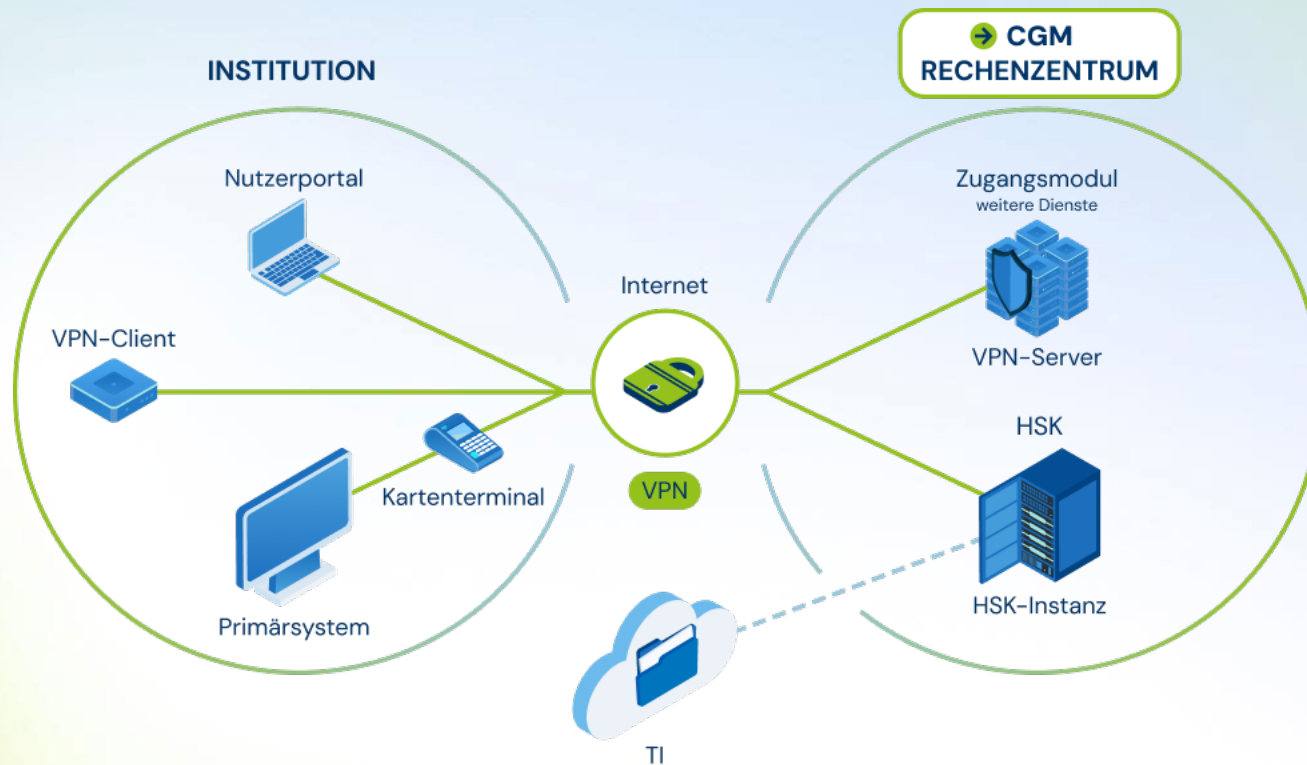 INSTITUTION
CGM
RECHENZENTRUM
Nutzerportal
Zugangsmodul
weitere Dienste
Internet
VPN-Client
VPN-Server
HSK
Kartenterminal
VPN
Primärsystem
HSK-Instanz
TI